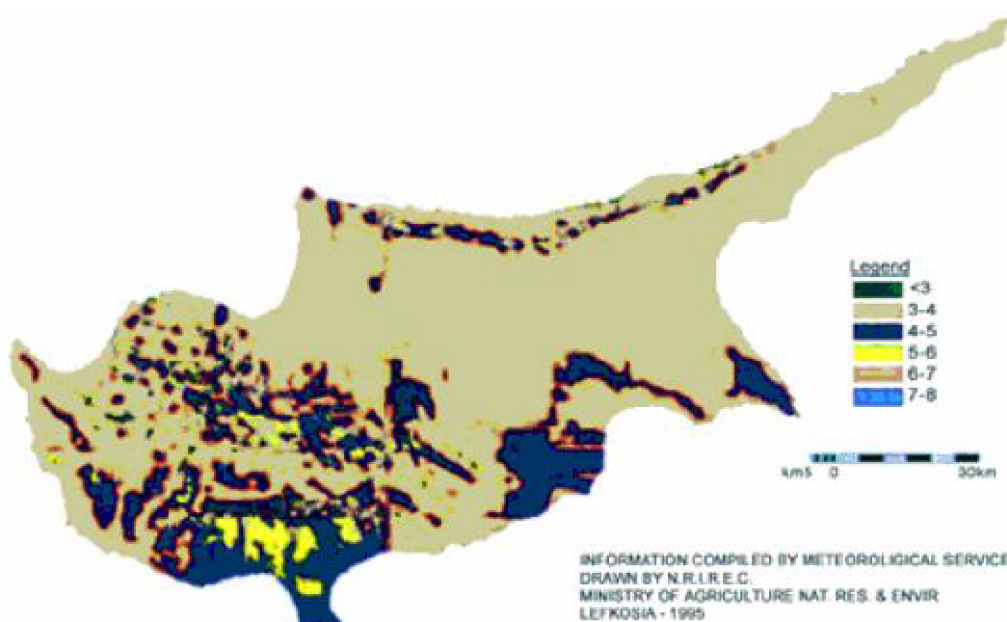 Legend
<3
3-4
4-5
5-6
6-7
7-8
km5 0 30km
INFORMATION COMPILED BY METEOROLIGICAL SERVICE
DRAWN BY N.R.I.R.E.C.
MINISTRY OF AGRICULTURE NAT. RES. & ENVIR
LEFKOSIA - 1995